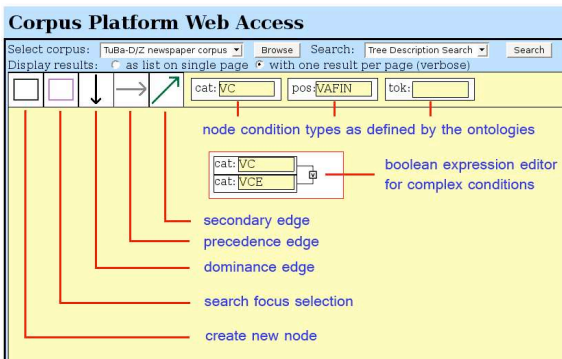 Corpus Platform Web Access
Select corpus: TuBa-D/Z newspaper corpus Browse Search: Tree Description Search Search
Display results: as list on single page with one result per page (verbose)
cat: VC pos: VAFIN tok:
node condition types as defined by the ontologies
cat: VC
cat: VCE
v
boolean expression editor
for complex conditions
secondary edge
precedence edge
dominance edge
search focus selection
create new node